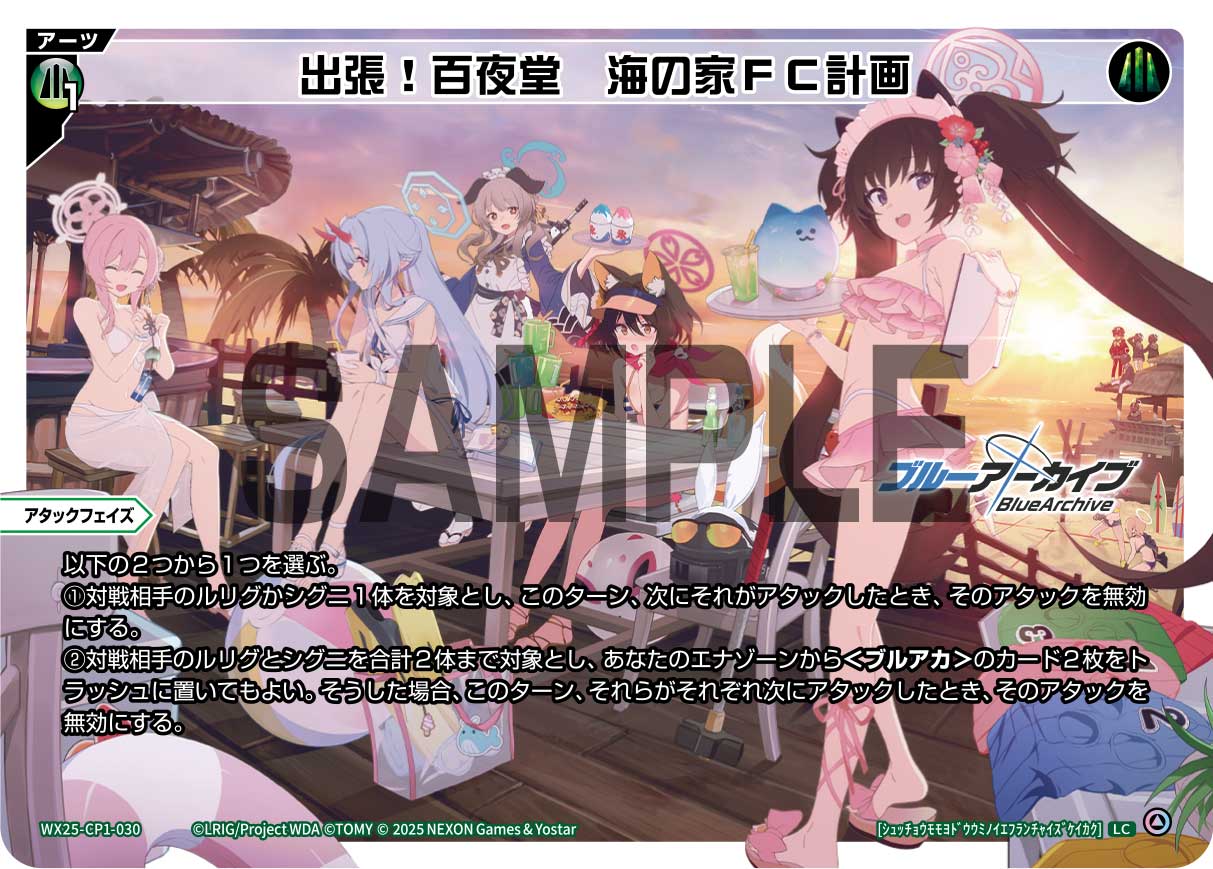 アーツ
出張！百夜堂　海の家ＦＣ計画
1
SAMPLE
ブルーアーカイブ
BlueArchive
アタックフェイズ
以下の２つから１つを選ぶ。
①対戦相手のルリグかシグニ１体を対象とし、このターン、次にそれがアタックしたとき、そのアタックを無効
にする。
②対戦相手のルリグとシグニを合計２体まで対象とし、あなたのエナゾーンから＜ブルアカ＞のカード２枚をト
ラッシュに置いてもよい。そうした場合、このターン、それらがそれぞれ次にアタックしたとき、そのアタックを
無効にする。
WX25-CP1-030
©LRIG/Project WDA ©TOMY © 2025 NEXON Games & Yostar
[ｼｭｯﾁｮｳﾓﾓﾖﾄﾞｳｳﾐﾉｲｴﾌﾗﾝﾁｬｲｽﾞｹｲｶｸ]
LC